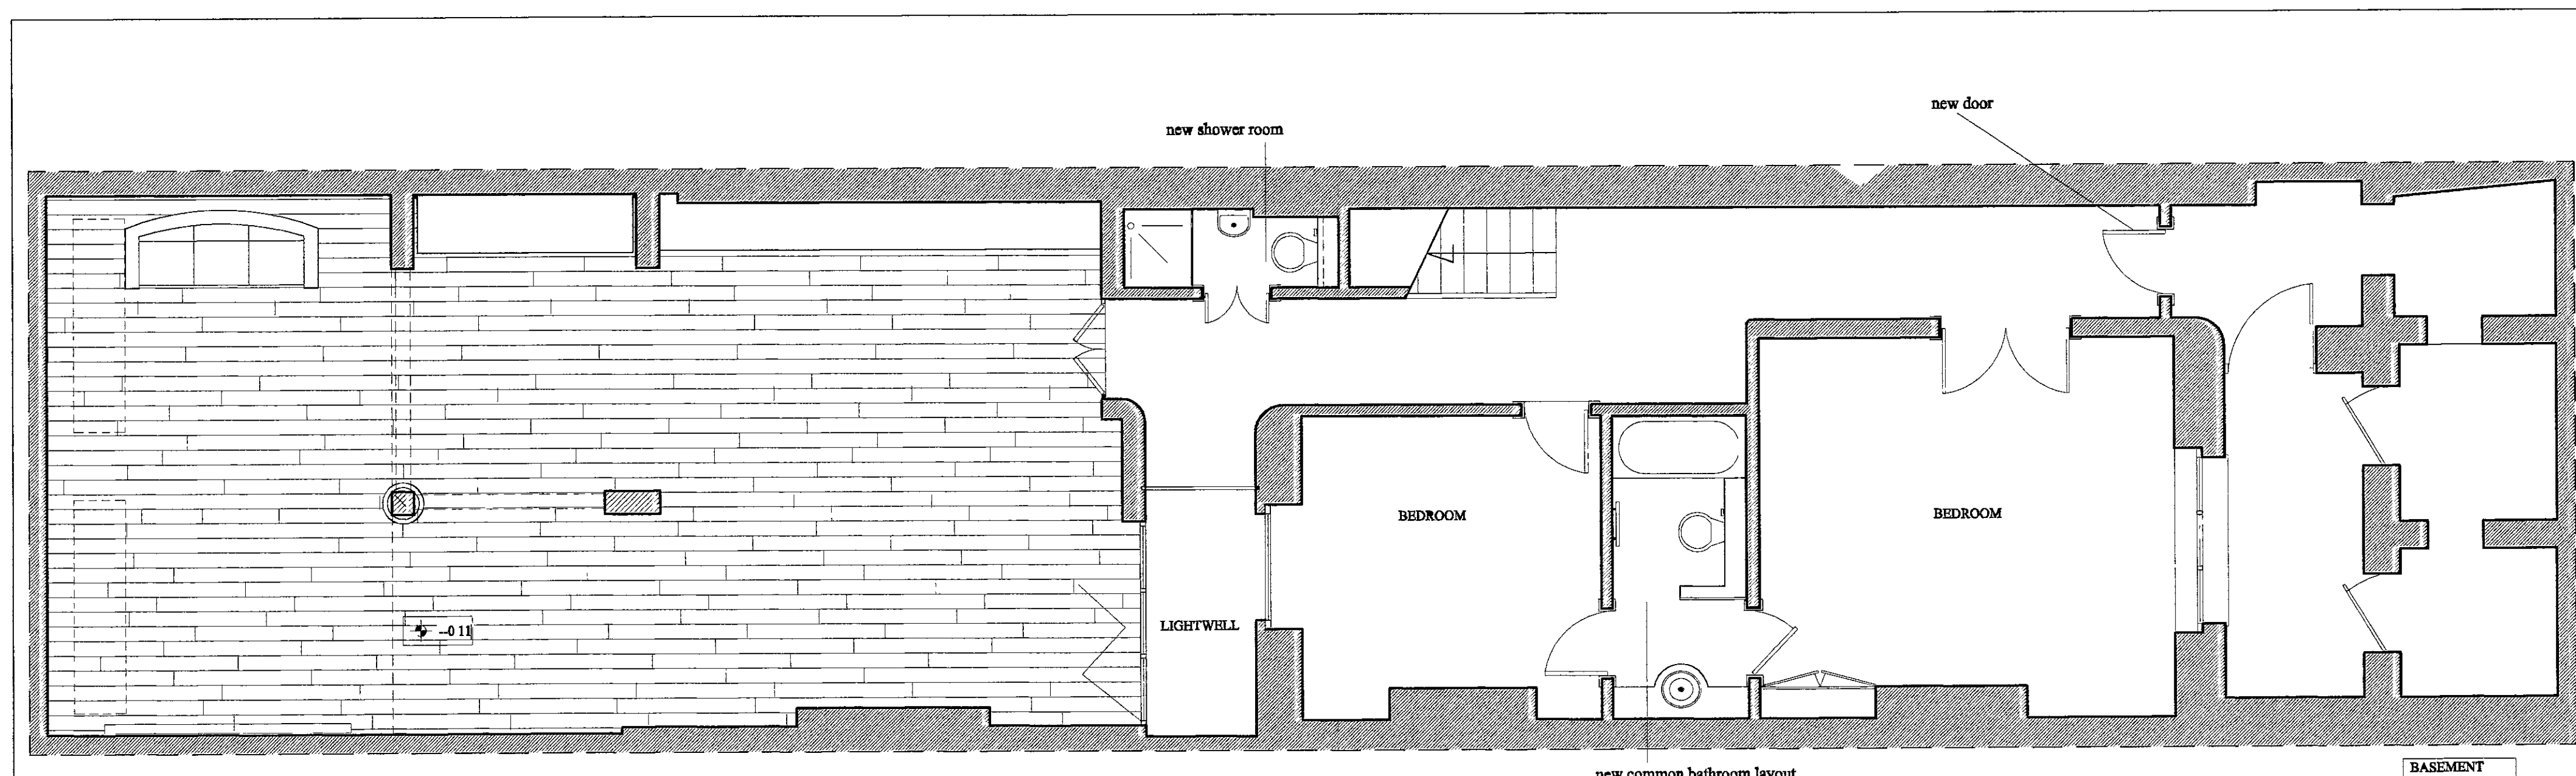 new door
new shower room
BEDROOM
BEDROOM
LIGHTWELL
--0 11
new common bathroom layout
BASEMENT